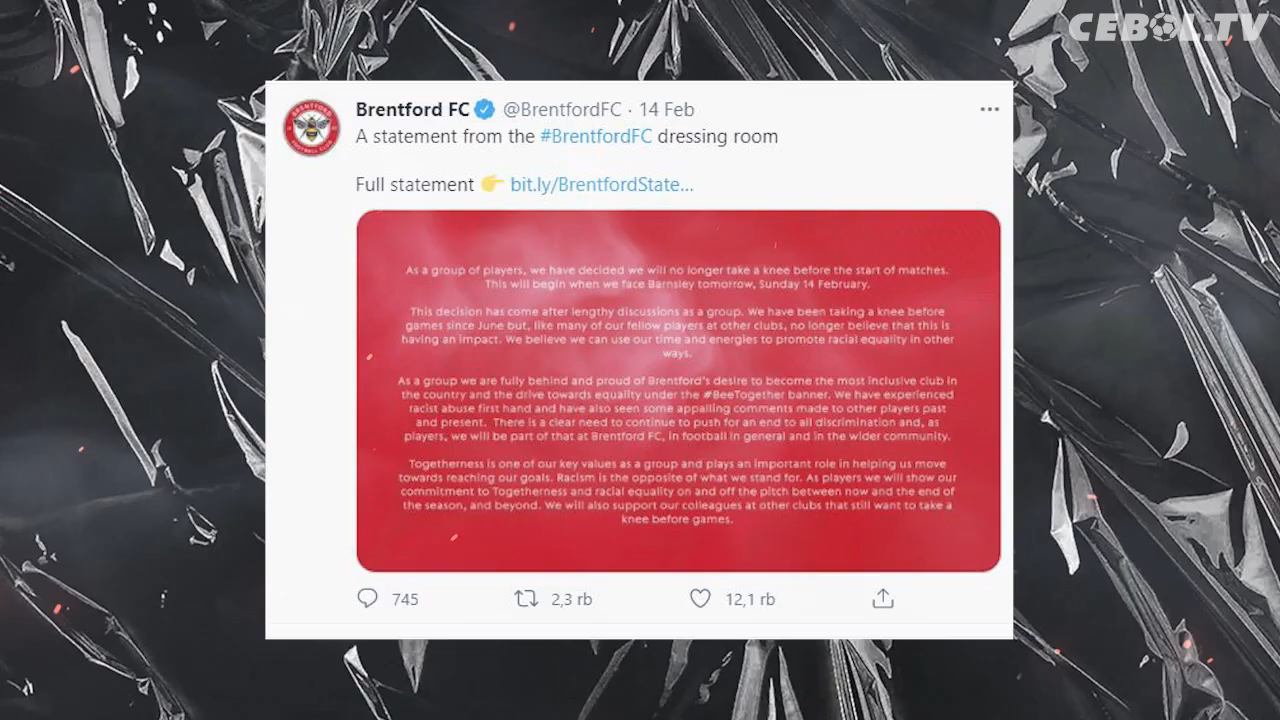 CEBOL.TV
BRENTFORD
FOOTBALL CLUB
Brentford FC @BrentfordFC · 14 Feb
A statement from the #BrentfordFC dressing room
Full statement 👉 bit.ly/BrentfordState...
As a group of players, we have decided we will no longer take a knee before the start of matches.
This will begin when we face Barnsley tomorrow, Sunday 14 February.
This decision has come after lengthy discussions as a group. We have been taking a knee before
games since June but, like many of our fellow players at other clubs, no longer believe that this is
having an impact. We believe we can use our time and energies to promote racial equality in other
ways.
As a group we are fully behind and proud of Brentford's desire to become the most inclusive club in
the country and the drive towards equality under the #BeeTogether banner. We have experienced
racist abuse first hand and have also seen some appalling comments made to other players past
and present. There is a clear need to continue to push for an end to all discrimination and, as
players, we will be part of that at Brentford FC, in football in general and in the wider community.
Togetherness is one of our key values as a group and plays an important role in helping us move
towards reaching our goals. Racism is the opposite of what we stand for. As players we will show our
commitment to Togetherness and racial equality on and off the pitch between now and the end of
the season, and beyond. We will also support our colleagues at other clubs that still want to take a
knee before games.
745 2,3 rb 12,1 rb